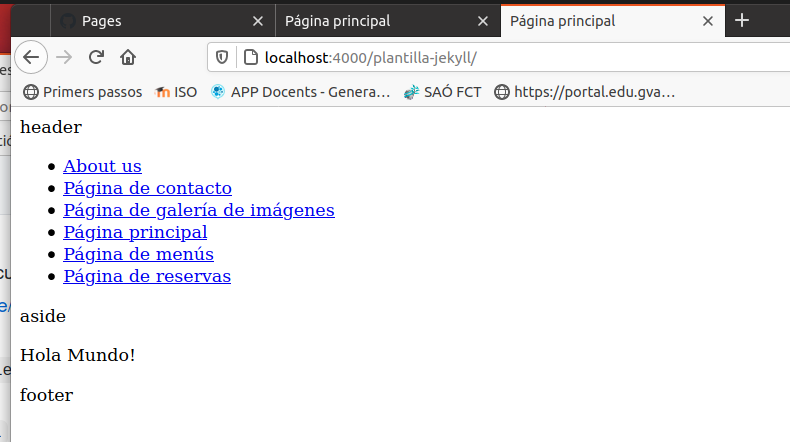 Pages
Página principal
Página principal
localhost:4000/plantilla-jekyll/
Primers passos
ISO
APP Docents - Genera…
SAÓ FCT
https://portal.edu.gva…
header
About us
Página de contacto
Página de galería de imágenes
Página principal
Página de menús
Página de reservas
aside
Hola Mundo!
footer